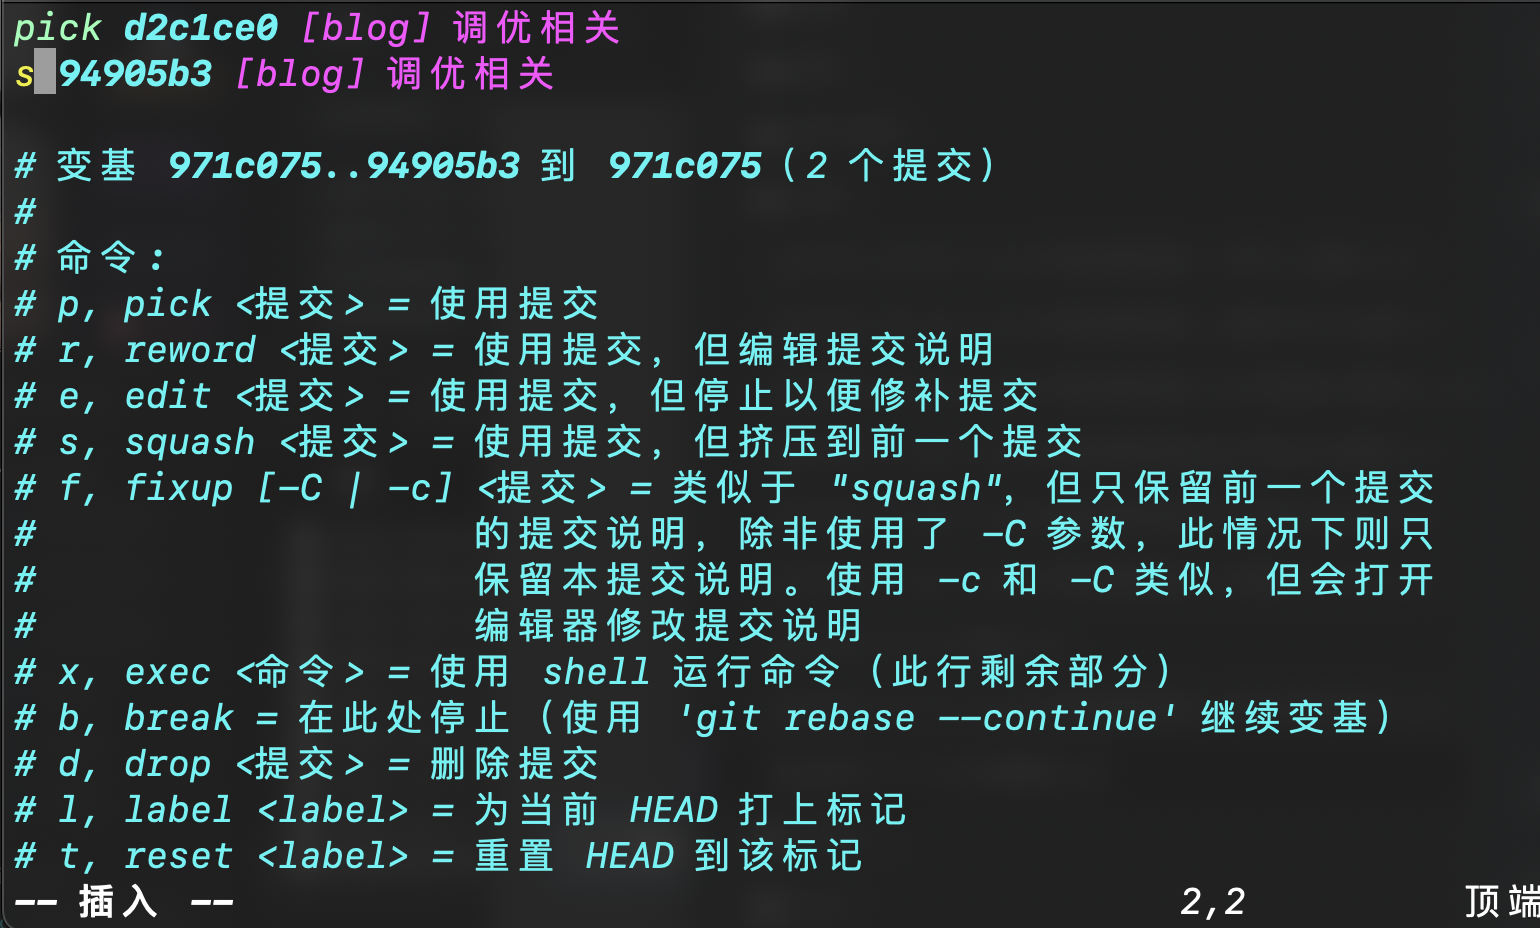 pick d2c1ce0 [blog] 调优相关
s 94905b3 [blog] 调优相关
# 变基 971c075..94905b3 到 971c075（2 个提交）
#
# 命令：
# p, pick <提交> = 使用提交
# r, reword <提交> = 使用提交，但编辑提交说明
# e, edit <提交> = 使用提交，但停止以便修补提交
# s, squash <提交> = 使用提交，但挤压到前一个提交
# f, fixup [-C | -c] <提交> = 类似于 "squash"，但只保留前一个提交
# 的提交说明，除非使用了 -C 参数，此情况下则只
# 保留本提交说明。使用 -c 和 -C 类似，但会打开
# 编辑器修改提交说明
# x, exec <命令> = 使用 shell 运行命令（此行剩余部分）
# b, break = 在此处停止（使用 'git rebase --continue' 继续变基）
# d, drop <提交> = 删除提交
# l, label <label> = 为当前 HEAD 打上标记
# t, reset <label> = 重置 HEAD 到该标记
-- 插入 -- 2,2 顶端